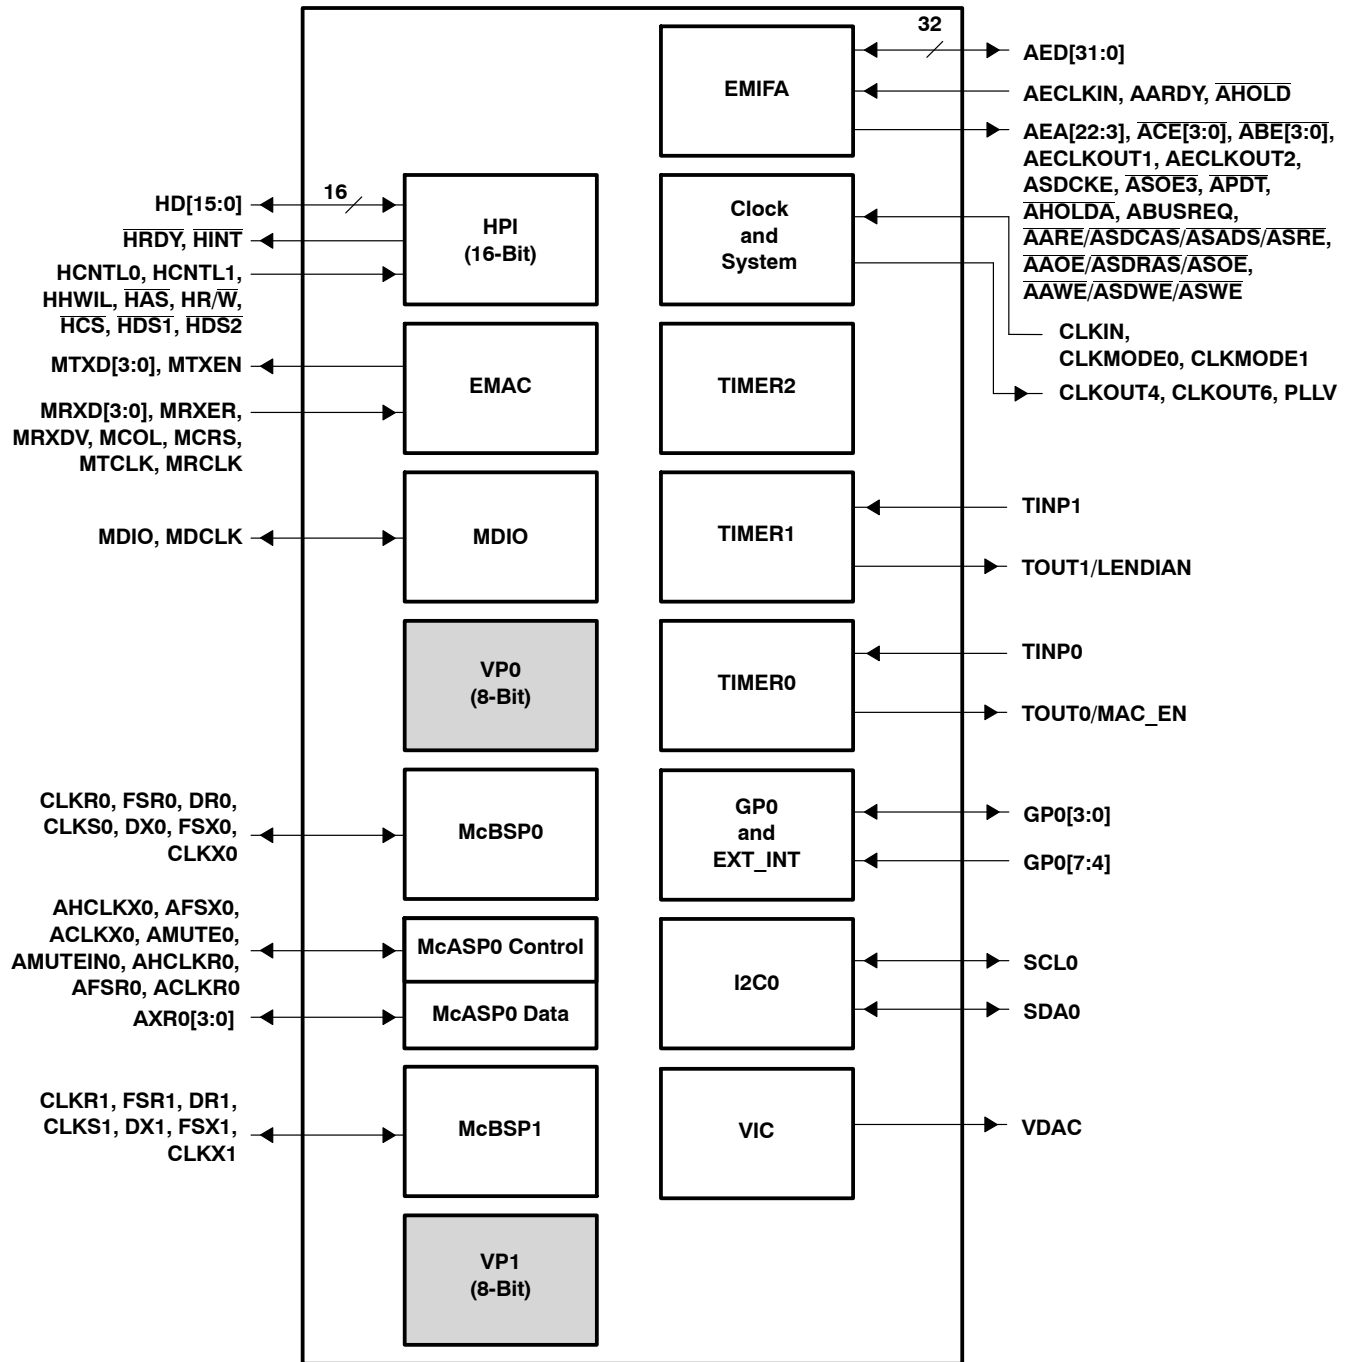 32
EMIFA
AED[31:0]
AECLKIN, AARDY, AHOLD
AEA[22:3], ACE[3:0], ABE[3:0],
AECLKOUT1, AECLKOUT2,
ASDCKE, ASOE3, APDT,
AHOLDA, ABUSREQ,
AARE/ASDCAS/ASADS/ASRE,
AAOE/ASDRAS/ASOE,
AAWE/ASDWE/ASWE
HD[15:0]
16
HRDY, HINT
HCNTL0, HCNTL1,
HHWIL, HAS, HR/W,
HCS, HDS1, HDS2
HPI
(16-Bit)
Clock
and
System
CLKIN,
CLKMODE0, CLKMODE1
CLKOUT4, CLKOUT6, PLLV
MTXD[3:0], MTXEN
MRXD[3:0], MRXER,
MRXDV, MCOL, MCRS,
MTCLK, MRCLK
EMAC
TIMER2
MDIO, MDCLK
MDIO
TIMER1
TINP1
TOUT1/LENDIAN
VP0
(8-Bit)
TIMER0
TINP0
TOUT0/MAC_EN
CLKR0, FSR0, DR0,
CLKS0, DX0, FSX0,
CLKX0
McBSP0
GP0
and
EXT_INT
GP0[3:0]
GP0[7:4]
AHCLKX0, AFSX0,
ACLKX0, AMUTE0,
AMUTEIN0, AHCLKR0,
AFSR0, ACLKR0
AXR0[3:0]
McASP0 Control
McASP0 Data
I2C0
SCL0
SDA0
CLKR1, FSR1, DR1,
CLKS1, DX1, FSX1,
CLKX1
McBSP1
VIC
VDAC
VP1
(8-Bit)